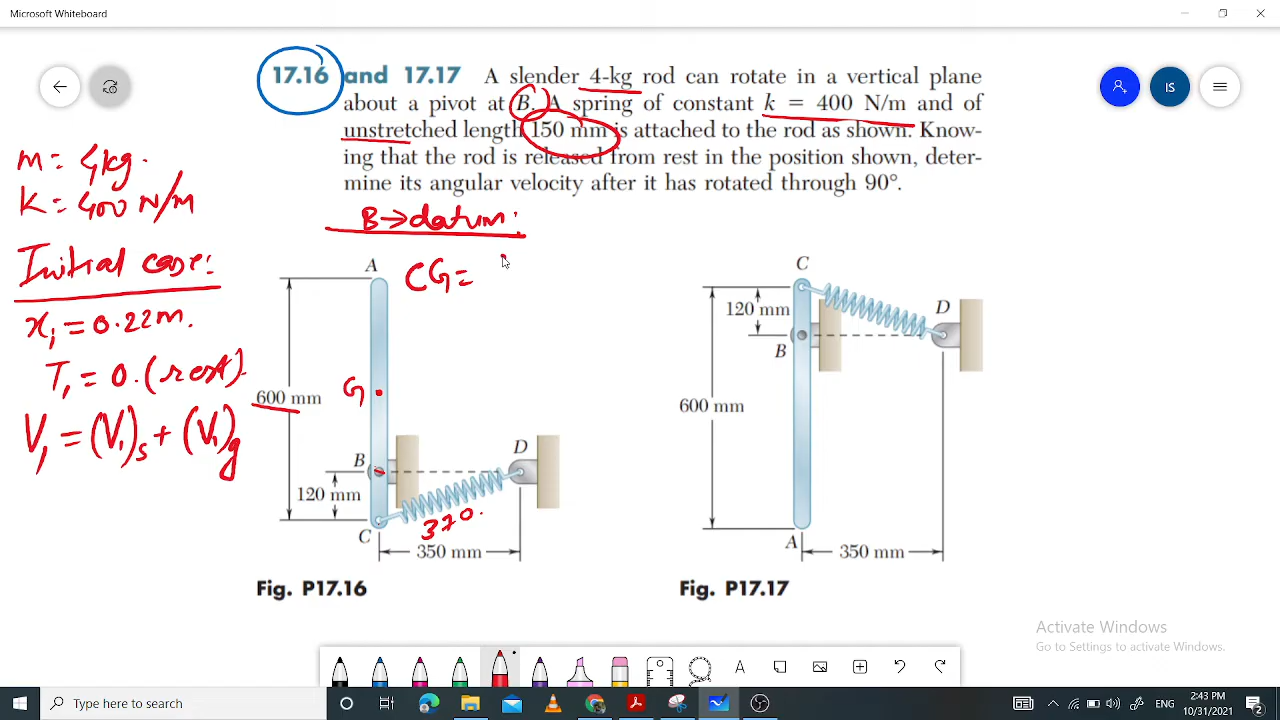 Microsoft Whiteboard
17.16 and 17.17 A slender 4-kg rod can rotate in a vertical plane
about a pivot at B. A spring of constant k = 400 N/m and of
unstretched length 150 mm is attached to the rod as shown. Know-
ing that the rod is released from rest in the position shown, deter-
mine its angular velocity after it has rotated through 90°.
IS
m = 4kg.
K = 400 N/M
Initial case:
x₁ = 0.22m.
T₁ = 0. (rest).
V₁ = (V₁)s + (V₁)g
B → datum:
CG =
A
G
600 mm
B
D
120 mm
370.
C
350 mm
Fig. P17.16
C
120 mm
D
B
600 mm
A
350 mm
Fig. P17.17
Activate Windows
Go to Settings to activate Windows.
A
Type here to search
2:43 PM
10/31/2021
2